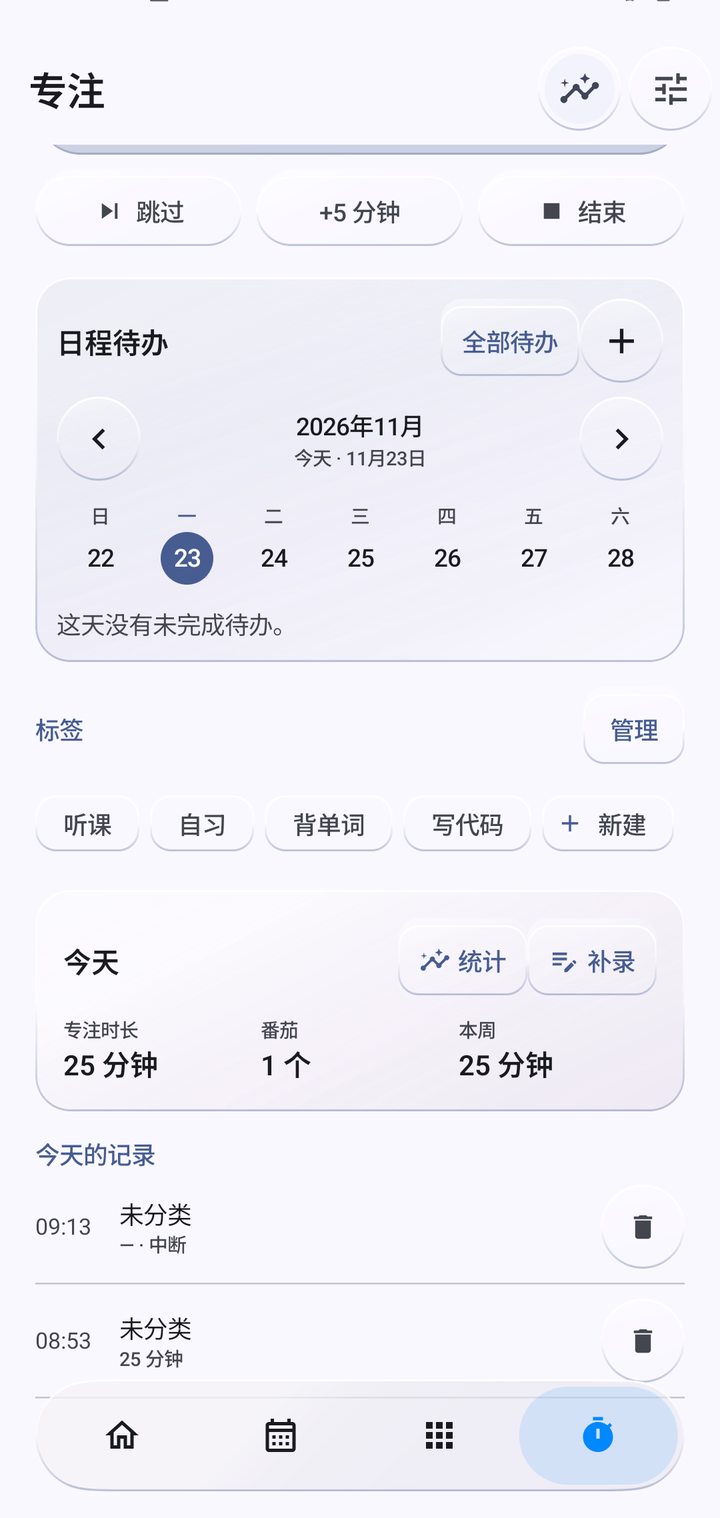 专注
跳过 +5 分钟 结束
日程待办 全部待办
2026年11月
今天 · 11月23日
日 一 二 三 四 五 六
22 23 24 25 26 27 28
这天没有未完成待办。
标签 管理
听课 自习 背单词 写代码 + 新建
今天 统计 补录
专注时长 番茄 本周
25 分钟 1 个 25 分钟
今天的记录
09:13 未分类
– · 中断
08:53 未分类
25 分钟